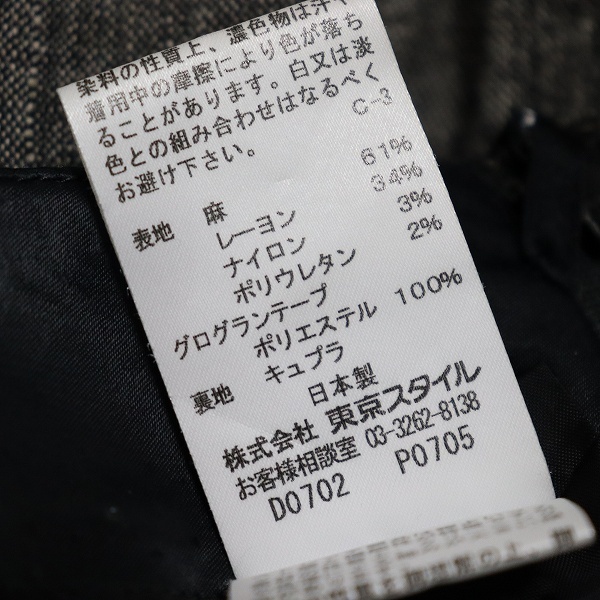 染料の性質上、濃色物は汗や
着用中の摩擦により色が落ち
ることがあります。白又は淡
色との組み合わせはなるべく
お避け下さい。 C-3
表地 麻 61%
レーヨン 34%
ナイロン 3%
ポリウレタン 2%
グログランテープ
ポリエステル 100%
裏地 キュプラ
日本製
株式会社 東京スタイル
お客様相談室 03-3262-8138
D0702 P0705